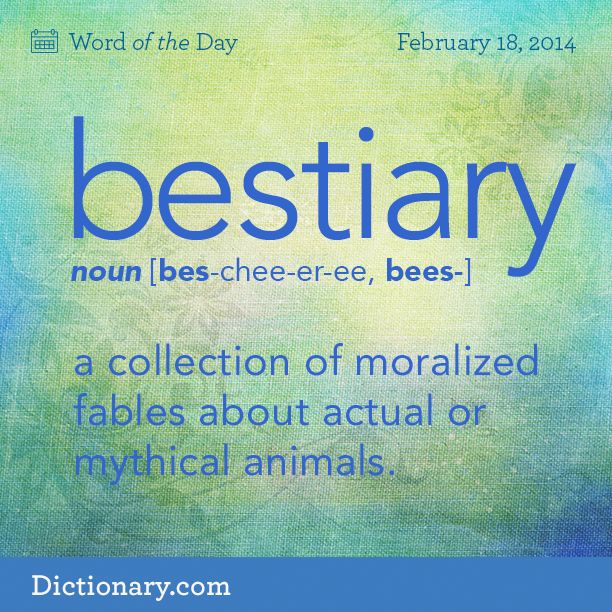 Word of the Day
February 18, 2014
bestiary
noun [bes-chee-er-ee, bees-]
a collection of moralized
fables about actual or
mythical animals.
Dictionary.com